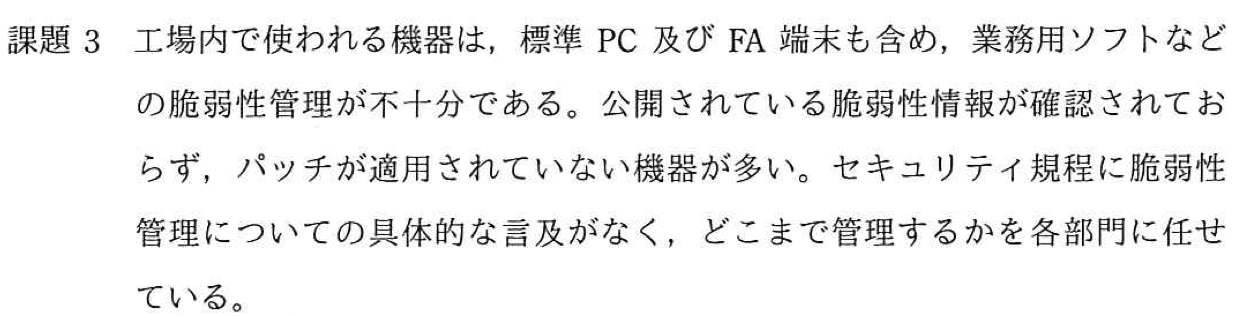 課題 3　工場内で使われる機器は，標準 PC 及び FA 端末も含め，業務用ソフトなど
の脆弱性管理が不十分である。公開されている脆弱性情報が確認されてお
らず，パッチが適用されていない機器が多い。セキュリティ規程に脆弱性
管理についての具体的な言及がなく，どこまで管理するかを各部門に任せ
ている。